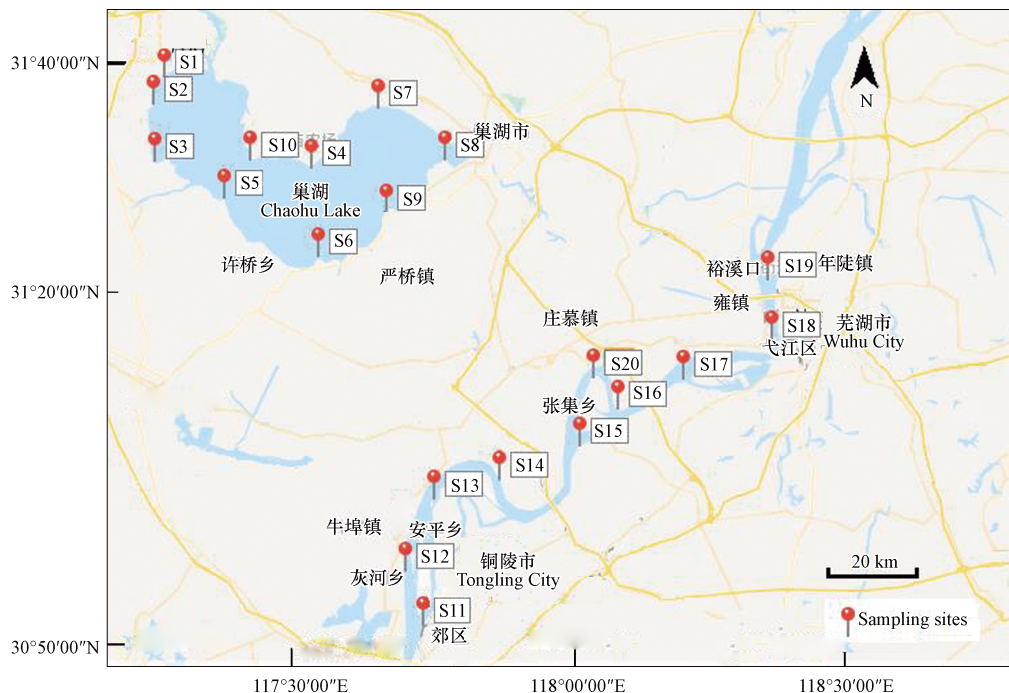 31°40′00″N
S1
S2
S7
S3
S10
S4
S8
巢湖市
S5
巢湖
Chaohu Lake
S9
S6
许桥乡
严桥镇
N
裕溪口
S19
年陡镇
31°20′00″N
雍镇
庄慕镇
S18
芜湖市
Wuhu City
弋江区
S20
S17
S16
张集乡
S15
S14
S13
牛埠镇
安平乡
S12
铜陵市
Tongling City
灰河乡
20 km
S11
郊区
Sampling sites
30°50′00″N
117°30′00″E
118°00′00″E
118°30′00″E